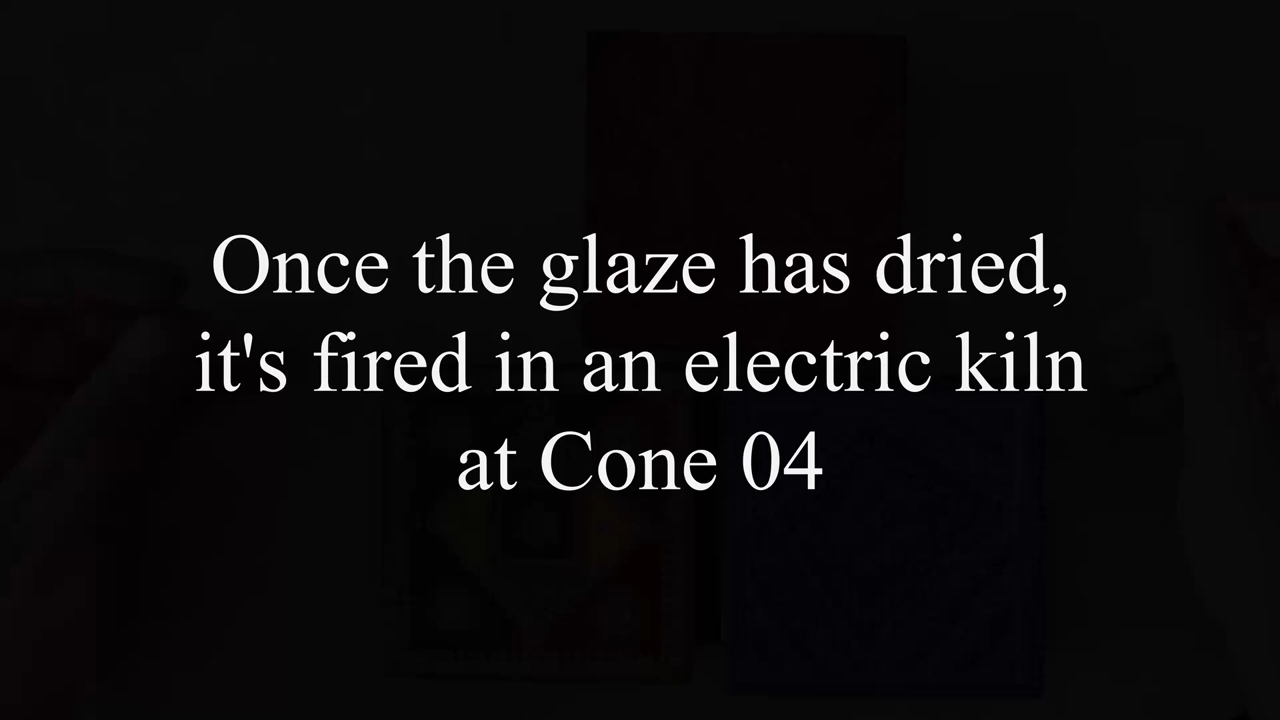 Once the glaze has dried,
it's fired in an electric kiln
at Cone 04